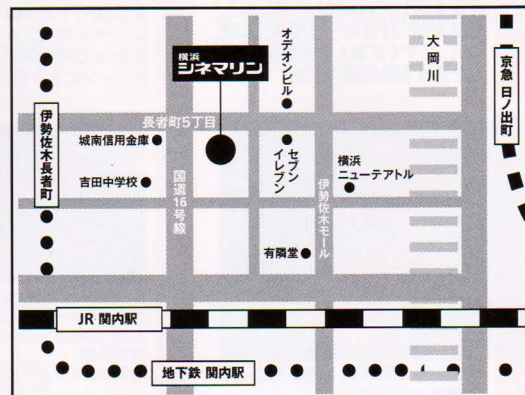 横浜
シネマリン
オデオンビル
大岡川
京急 日ノ出町
伊勢佐木長者町
長者町5丁目
城南信用金庫
吉田中学校
国道16号線
セブン
イレブン
伊勢佐木モール
横浜
ニューテアトル
有隣堂
JR 関内駅
地下鉄 関内駅